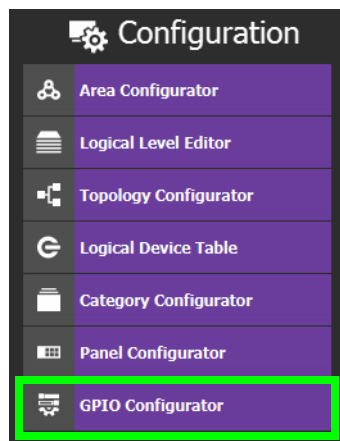 Configuration
Area Configurator
Logical Level Editor
Topology Configurator
Logical Device Table
Category Configurator
Panel Configurator
GPIO Configurator